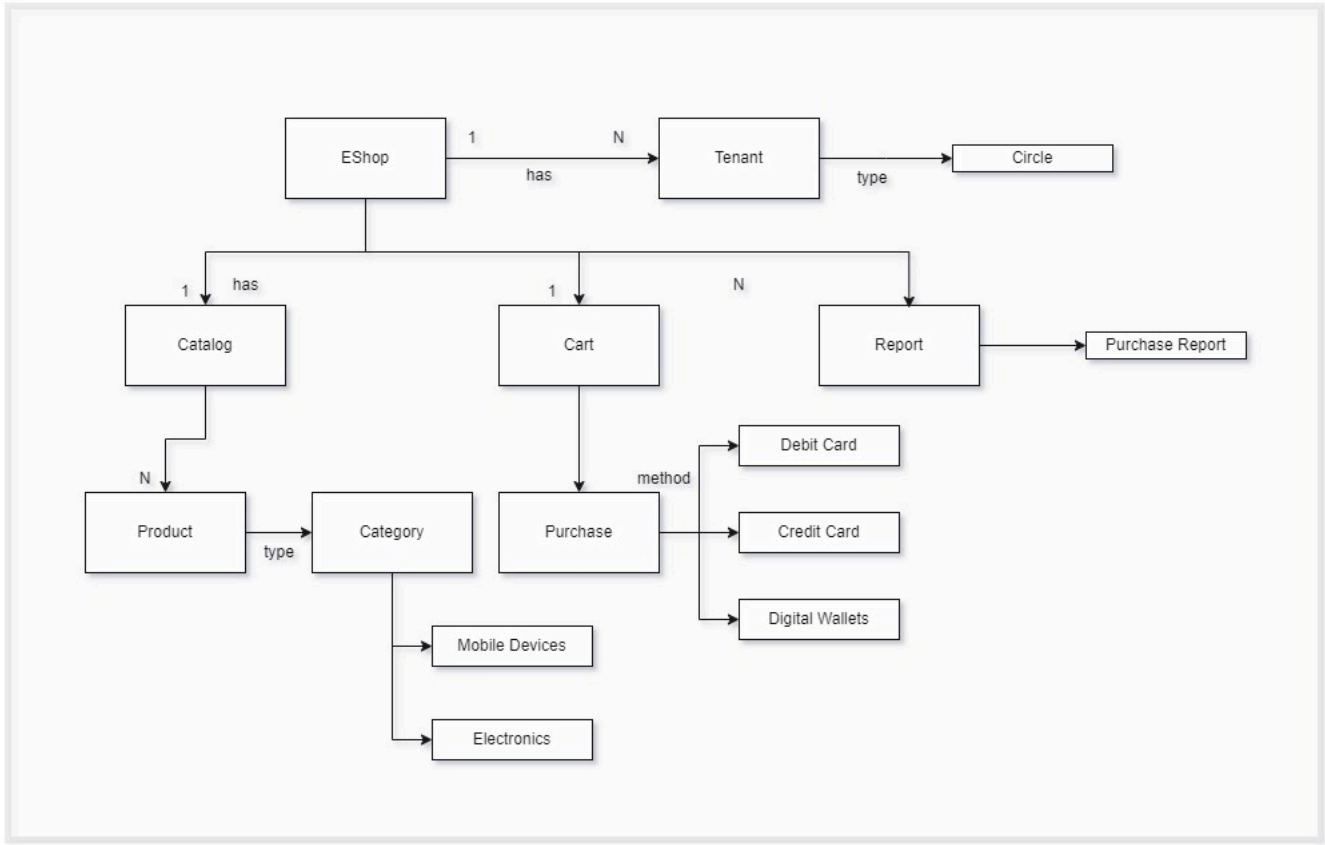 EShop
1
N
has
Tenant
type
Circle
1
has
1
N
Catalog
Cart
Report
Purchase Report
Debit Card
N
method
Product
type
Category
Purchase
Credit Card
Digital Wallets
Mobile Devices
Electronics